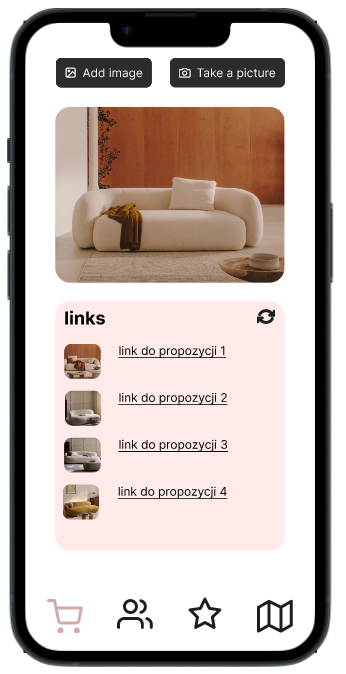 Add image
Take a picture
links
link do propozycji 1
link do propozycji 2
link do propozycji 3
link do propozycji 4